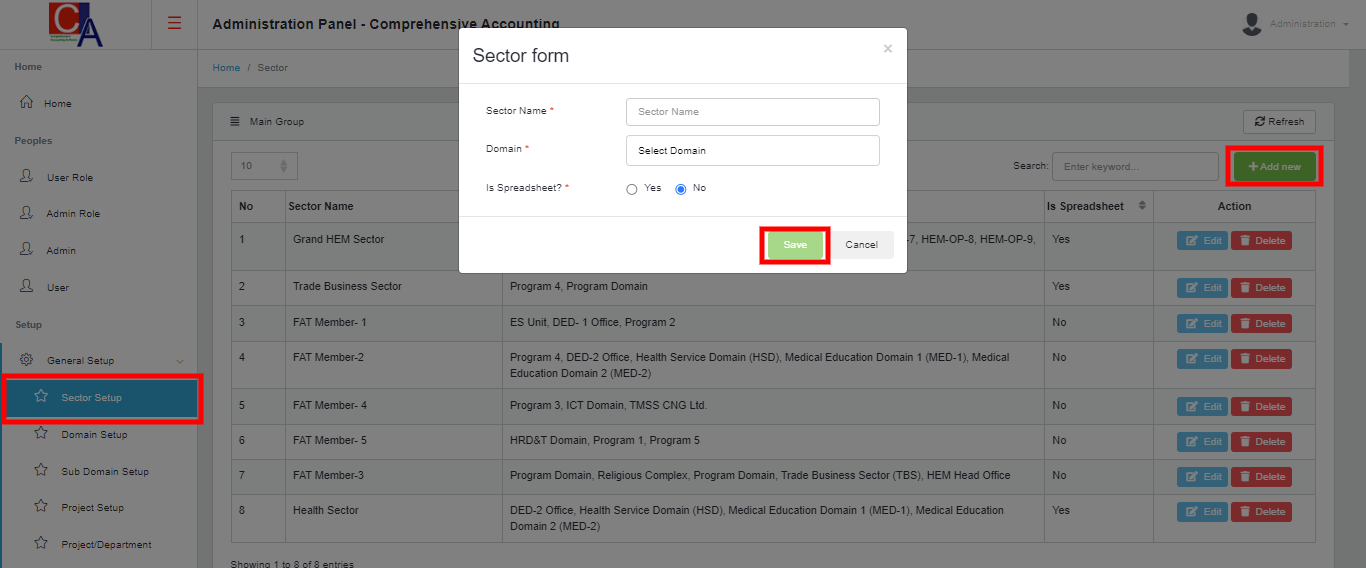 CA
Administration Panel - Comprehensive Accounting
Administration
Home
Home / Sector
Home
Peoples
User Role
Admin Role
Admin
User
Setup
General Setup
Sector Setup
Domain Setup
Sub Domain Setup
Project Setup
Project/Department
Sector form
×
Sector Name *
Sector Name
Domain *
Select Domain
Is Spreadsheet? *
Yes No
Save Cancel
Main Group
Refresh
10
Search: Enter keyword...
Add new
No Sector Name Is Spreadsheet Action
1 Grand HEM Sector -7, HEM-OP-8, HEM-OP-9, Yes Edit Delete
2 Trade Business Sector Program 4, Program Domain Yes Edit Delete
3 FAT Member- 1 ES Unit, DED- 1 Office, Program 2 No Edit Delete
4 FAT Member-2 Program 4, DED-2 Office, Health Service Domain (HSD), Medical Education Domain 1 (MED-1), Medical No Edit Delete
Education Domain 2 (MED-2)
5 FAT Member- 4 Program 3, ICT Domain, TMSS CNG Ltd. No Edit Delete
6 FAT Member- 5 HRD&T Domain, Program 1, Program 5 No Edit Delete
7 FAT Member-3 Program Domain, Religious Complex, Program Domain, Trade Business Sector (TBS), HEM Head Office No Edit Delete
8 Health Sector DED-2 Office, Health Service Domain (HSD), Medical Education Domain 1 (MED-1), Medical Education Yes Edit Delete
Domain 2 (MED-2)
Showing 1 to 8 of 8 entries